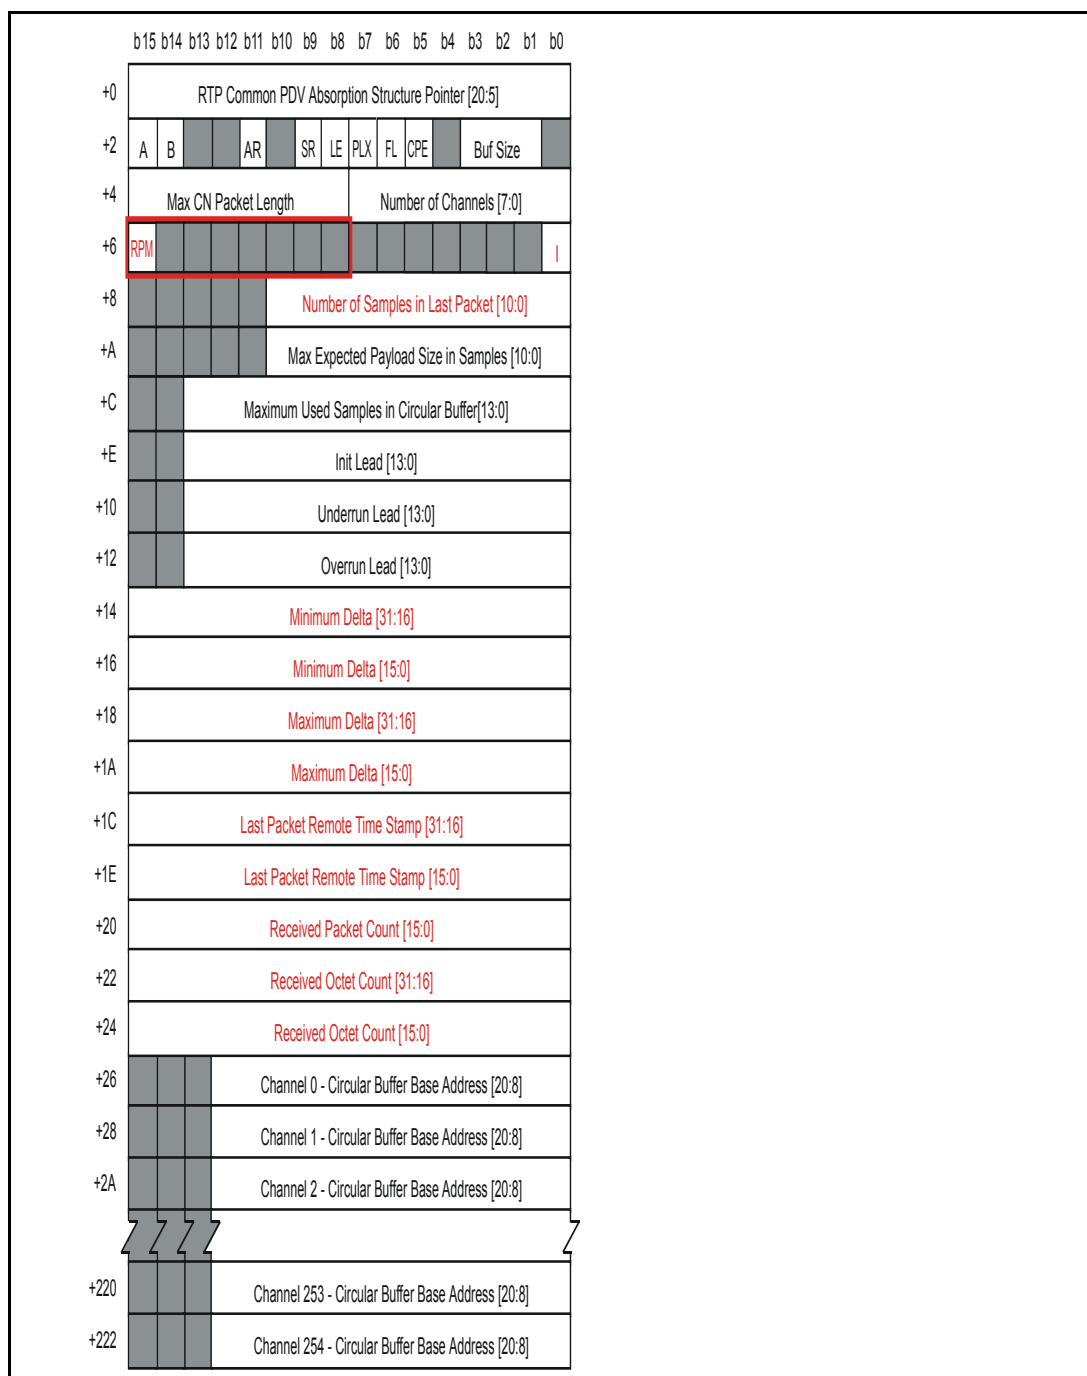 b15 b14 b13 b12 b11 b10 b9 b8 b7 b6 b5 b4 b3 b2 b1 b0
+0 RTP Common PDV Absorption Structure Pointer [20:5]
+2 A B AR SR LE PLX FL CPE Buf Size
+4 Max CN Packet Length Number of Channels [7:0]
+6 RPM I
+8 Number of Samples in Last Packet [10:0]
+A Max Expected Payload Size in Samples [10:0]
+C Maximum Used Samples in Circular Buffer[13:0]
+E Init Lead [13:0]
+10 Underrun Lead [13:0]
+12 Overrun Lead [13:0]
+14 Minimum Delta [31:16]
+16 Minimum Delta [15:0]
+18 Maximum Delta [31:16]
+1A Maximum Delta [15:0]
+1C Last Packet Remote Time Stamp [31:16]
+1E Last Packet Remote Time Stamp [15:0]
+20 Received Packet Count [15:0]
+22 Received Octet Count [31:16]
+24 Received Octet Count [15:0]
+26 Channel 0 - Circular Buffer Base Address [20:8]
+28 Channel 1 - Circular Buffer Base Address [20:8]
+2A Channel 2 - Circular Buffer Base Address [20:8]
+220 Channel 253 - Circular Buffer Base Address [20:8]
+222 Channel 254 - Circular Buffer Base Address [20:8]